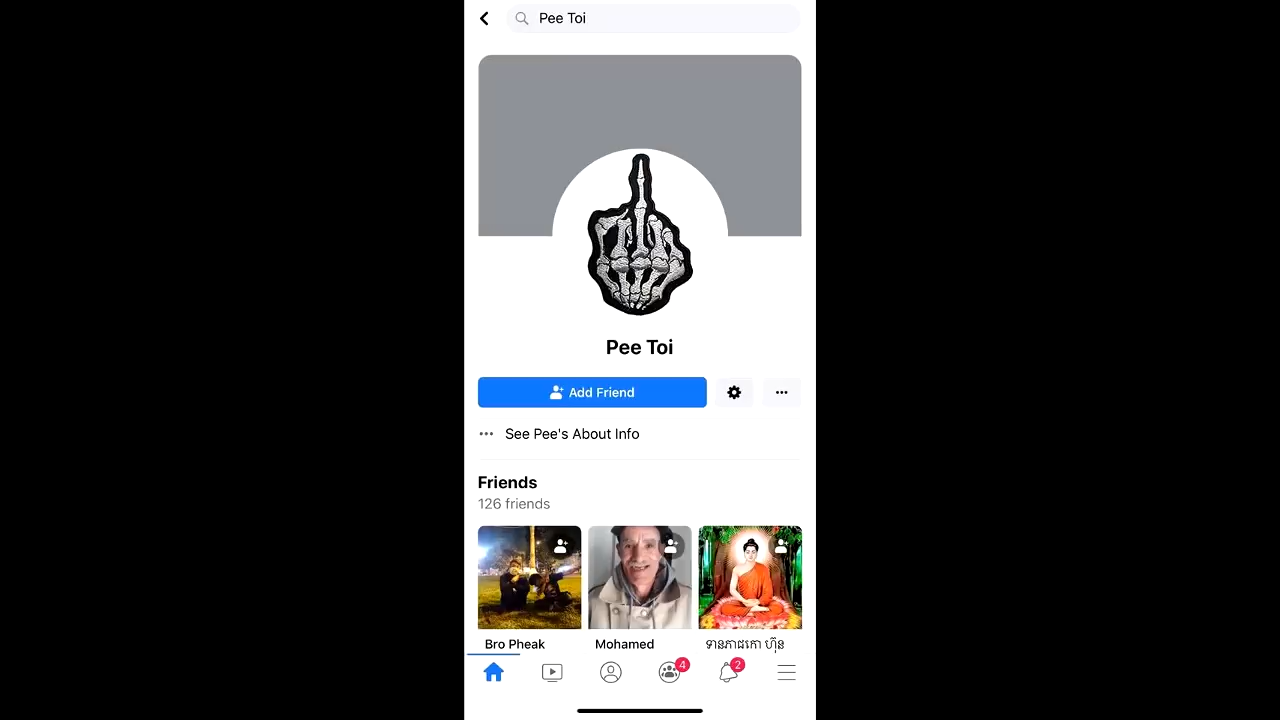 Pee Toi
Pee Toi
Add Friend
See Pee's About Info
Friends
126 friends
Bro Pheak
Mohamed
ទានភាជកោ ហ៊ុន
4
2